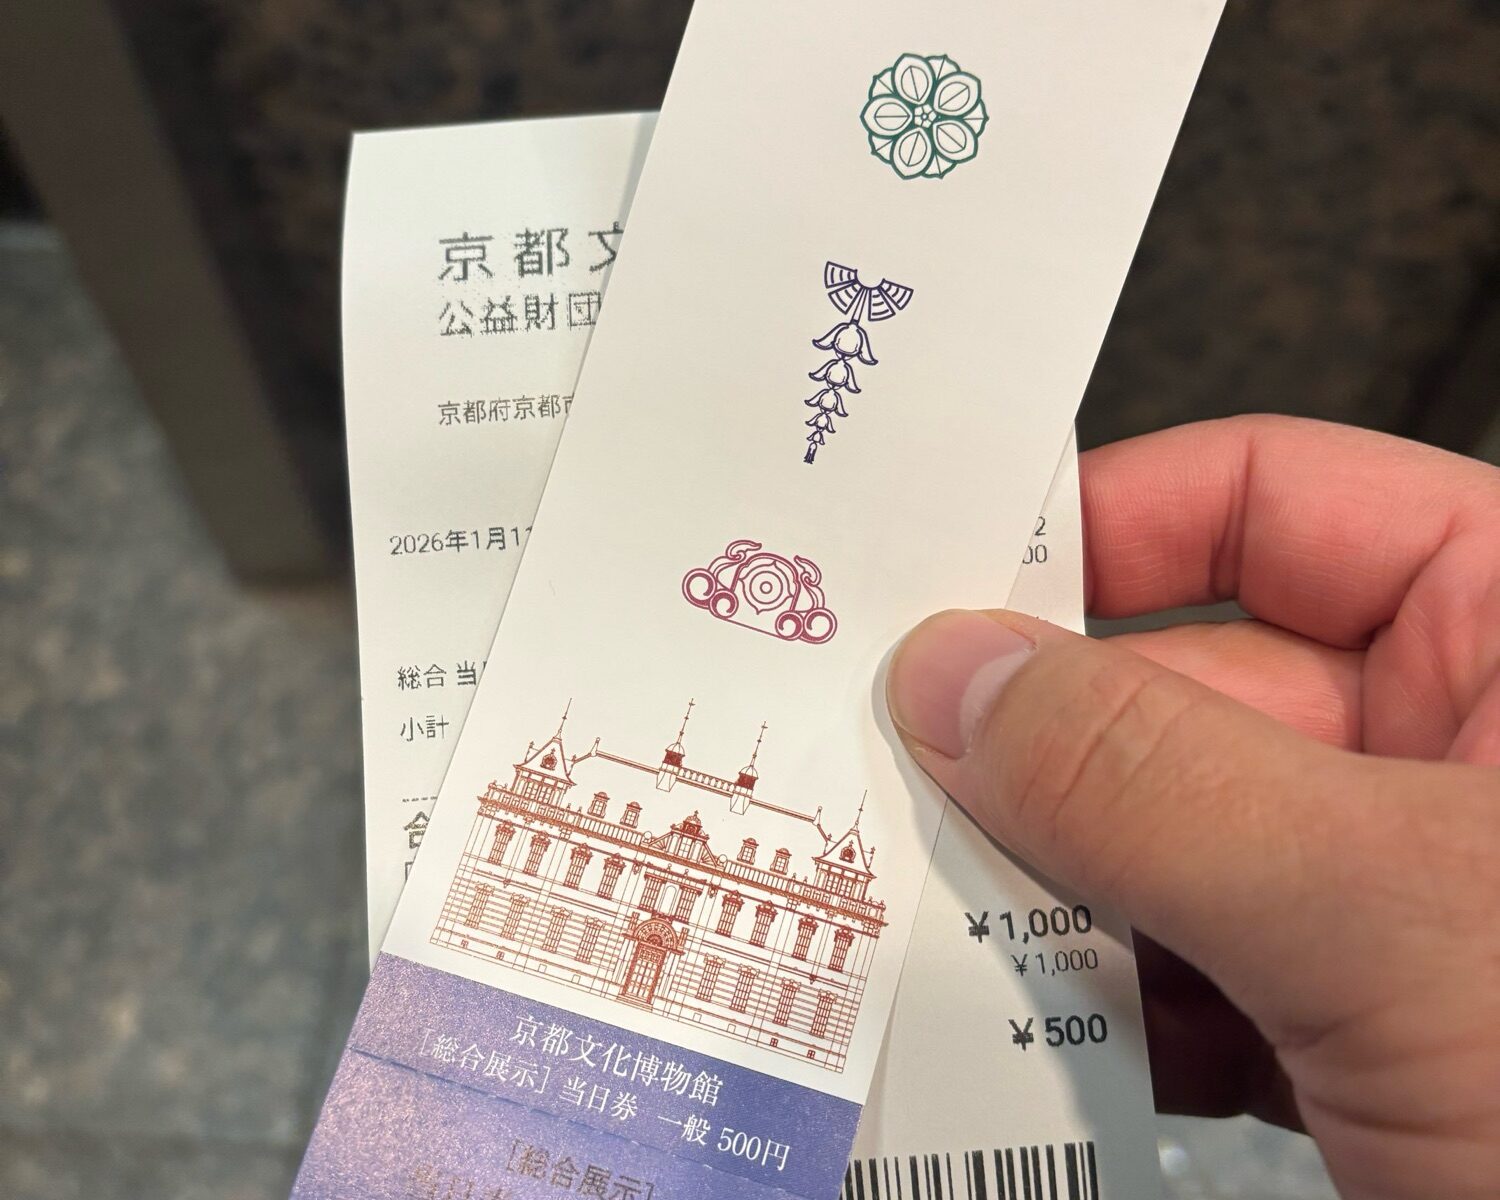 京都文
公益財団
京都府京都市
2026年1月11
総合 当
小計
合
¥1,000
¥1,000
¥500
京都文化博物館
［総合展示］当日券 一般 500円
［総合展示］